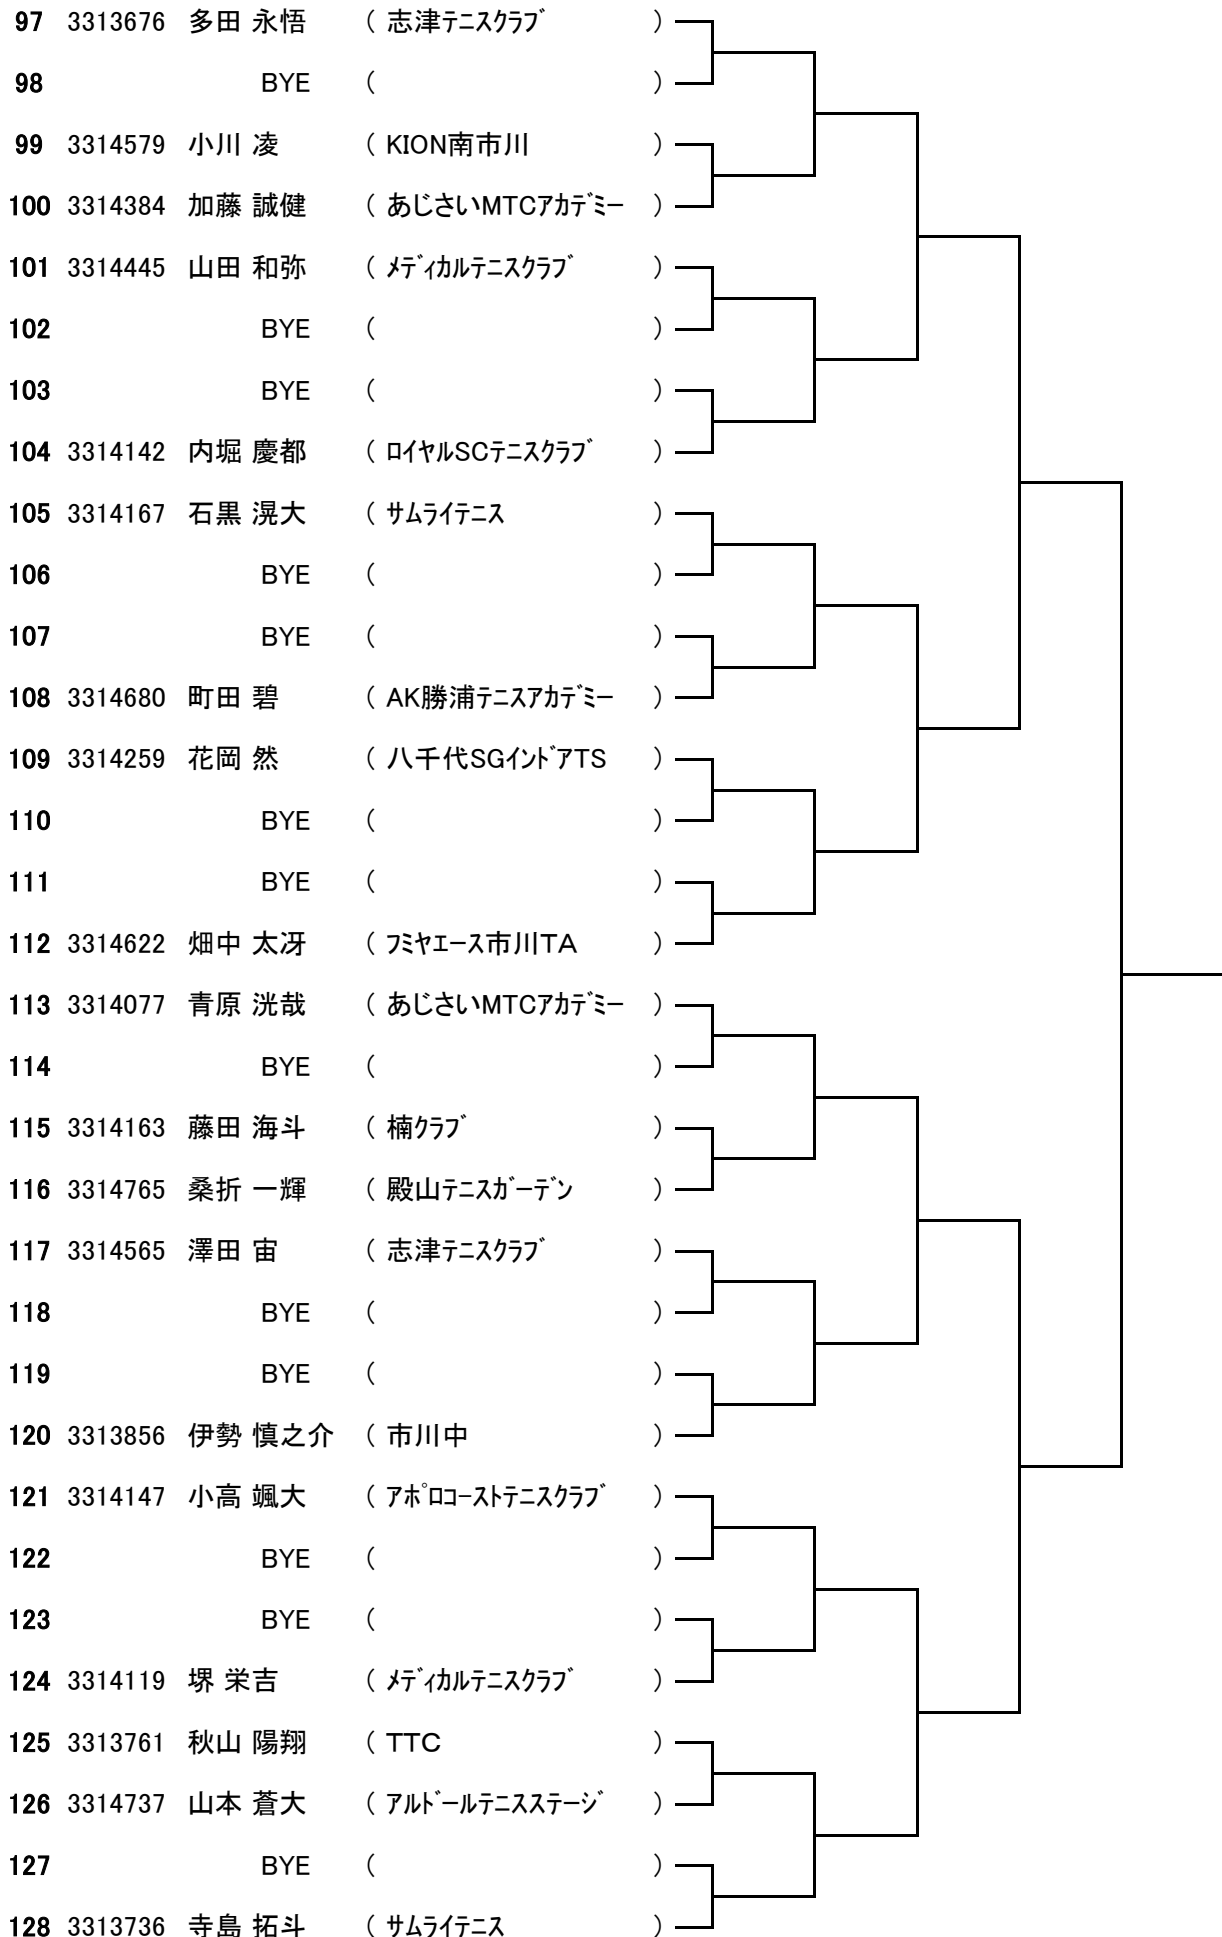 97 3313676 多田 永悟 ( 志津ﾃﾆｽｸﾗﾌﾞ )
98 BYE ( )
99 3314579 小川 凌 ( KION南市川 )
100 3314384 加藤 誠健 ( あじさいMTCｱｶﾃﾞﾐｰ )
101 3314445 山田 和弥 ( ﾒﾃﾞｨｶﾙﾃﾆｽｸﾗﾌﾞ )
102 BYE ( )
103 BYE ( )
104 3314142 内堀 慶都 ( ﾛｲﾔﾙSCﾃﾆｽｸﾗﾌﾞ )
105 3314167 石黒 滉大 ( ｻﾑﾗｲﾃﾆｽ )
106 BYE ( )
107 BYE ( )
108 3314680 町田 碧 ( AK勝浦ﾃﾆｽｱｶﾃﾞﾐｰ )
109 3314259 花岡 然 ( 八千代SGｲﾝﾄﾞｱTS )
110 BYE ( )
111 BYE ( )
112 3314622 畑中 太冴 ( ﾌﾐﾔｴｰｽ市川TA )
113 3314077 青原 洸哉 ( あじさいMTCｱｶﾃﾞﾐｰ )
114 BYE ( )
115 3314163 藤田 海斗 ( 楠ｸﾗﾌﾞ )
116 3314765 桑折 一輝 ( 殿山ﾃﾆｽｶﾞｰﾃﾞﾝ )
117 3314565 澤田 宙 ( 志津ﾃﾆｽｸﾗﾌﾞ )
118 BYE ( )
119 BYE ( )
120 3313856 伊勢 慎之介 ( 市川中 )
121 3314147 小高 颯大 ( ｱﾎﾟﾛｺｰｽﾄﾃﾆｽｸﾗﾌﾞ )
122 BYE ( )
123 BYE ( )
124 3314119 堺 栄吉 ( ﾒﾃﾞｨｶﾙﾃﾆｽｸﾗﾌﾞ )
125 3313761 秋山 陽翔 ( TTC )
126 3314737 山本 蒼大 ( ｱﾙﾄﾞｰﾙﾃﾆｽｽﾃｰｼﾞ )
127 BYE ( )
128 3313736 寺島 拓斗 ( ｻﾑﾗｲﾃﾆｽ )